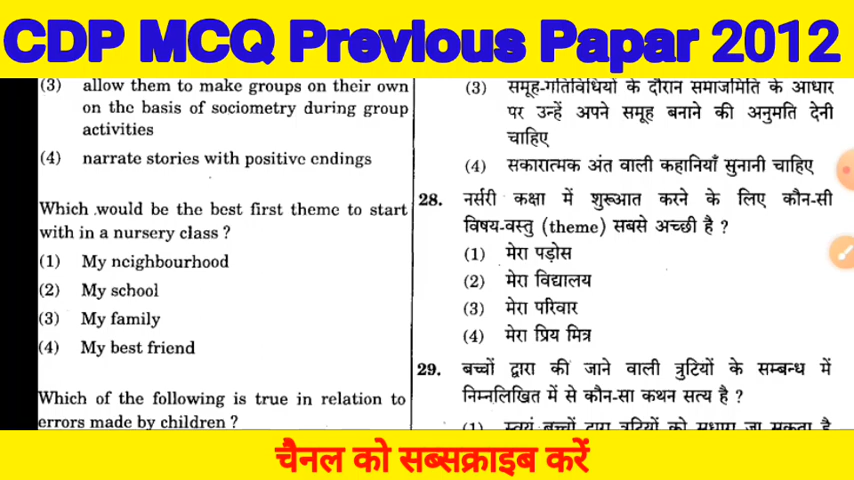 CDP MCQ Previous Papar 2012
(3) allow them to make groups on their own
on the basis of sociometry during group
activities
(4) narrate stories with positive endings
Which would be the best first theme to start
with in a nursery class ?
(1) My neighbourhood
(2) My school
(3) My family
(4) My best friend
Which of the following is true in relation to
errors made by children ?
(3) समूह-गतिविधियों के दौरान समाजमिति के आधार
पर उन्हें अपने समूह बनाने की अनुमति देनी
चाहिए
(4) सकारात्मक अंत वाली कहानियाँ सुनानी चाहिए
28. नर्सरी कक्षा में शुरूआत करने के लिए कौन-सी
विषय-वस्तु (theme) सबसे अच्छी है ?
(1) मेरा पड़ोस
(2) मेरा विद्यालय
(3) मेरा परिवार
(4) मेरा प्रिय मित्र
29. बच्चों द्वारा की जाने वाली त्रुटियों के सम्बन्ध में
निम्नलिखित में से कौन-सा कथन सत्य है ?
(1) स्वयं बच्चों द्वारा त्रुटियों को सुधारा जा सकता है
चैनल को सब्सक्राइब करें